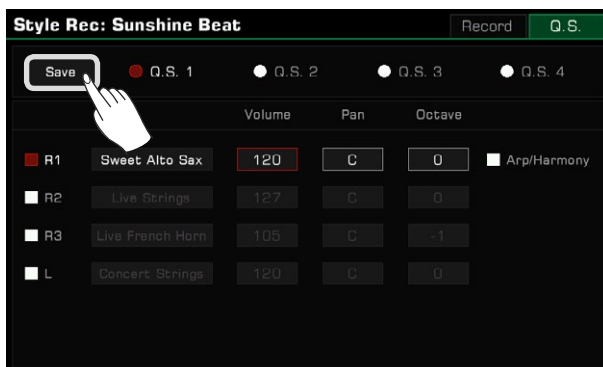 Style Rec: Sunshine Beat Record Q.S.
Save Q.S. 1 Q.S. 2 Q.S. 3 Q.S. 4
Volume Pan Octave
R1 Sweet Alto Sax 120 C 0 Arp/Harmony
R2 Live Strings 127 C 0
R3 Live French Horn 105 C -1
L Concert Strings 120 C 0